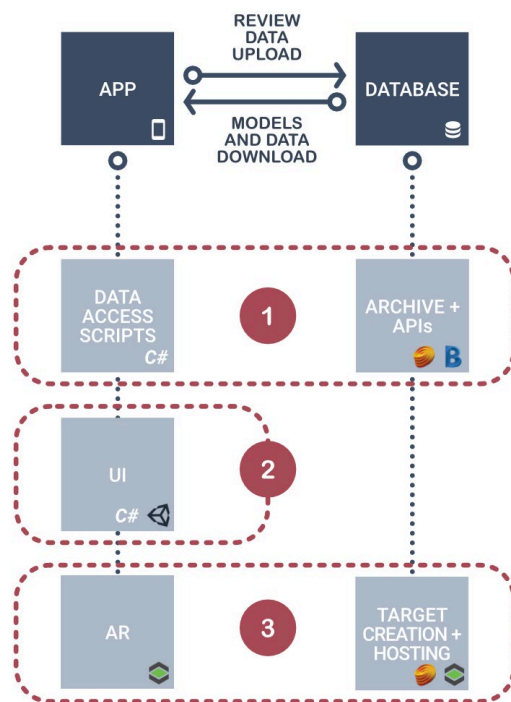 REVIEW
DATA
UPLOAD
APP
DATABASE
MODELS
AND DATA
DOWNLOAD
DATA
ACCESS
SCRIPTS
C#
1
ARCHIVE +
APIs
B
UI
C#
2
AR
3
TARGET
CREATION +
HOSTING